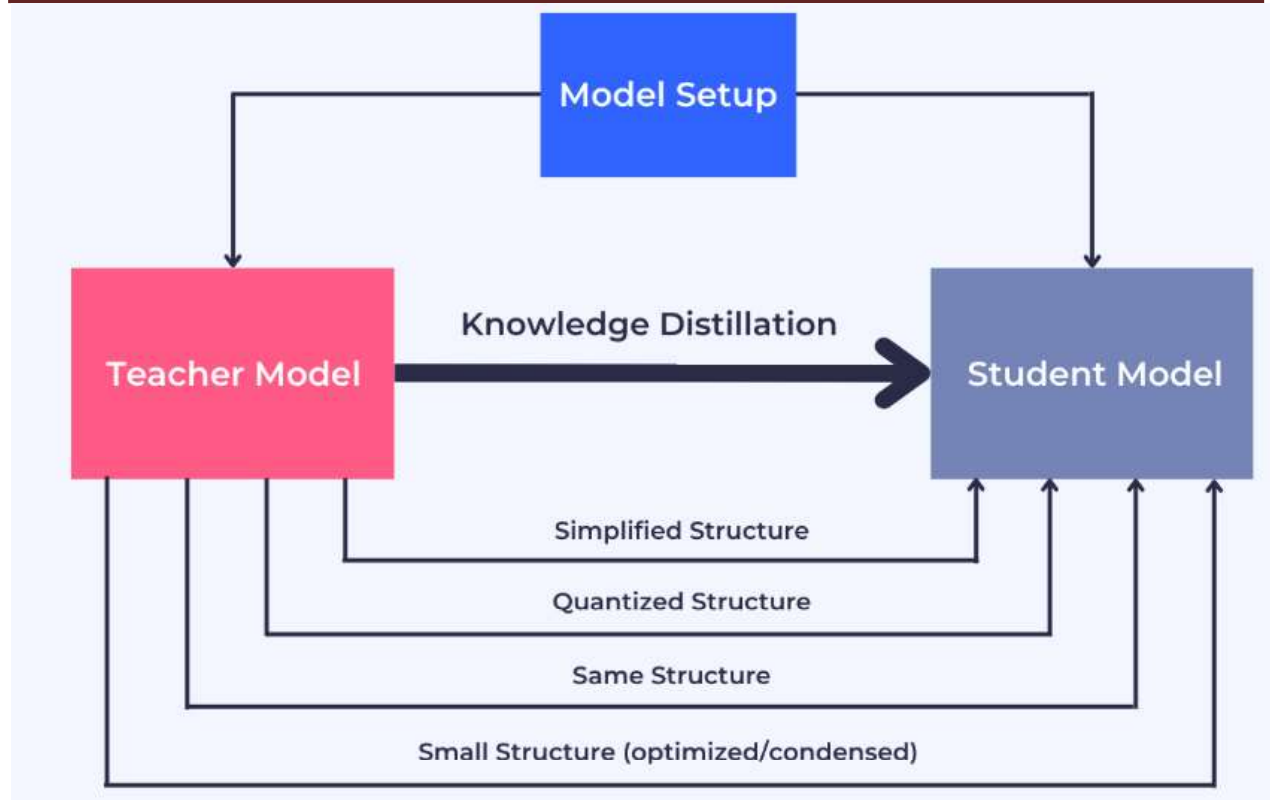 Model Setup
Knowledge Distillation
Teacher Model
Student Model
Simplified Structure
Quantized Structure
Same Structure
Small Structure (optimized/condensed)